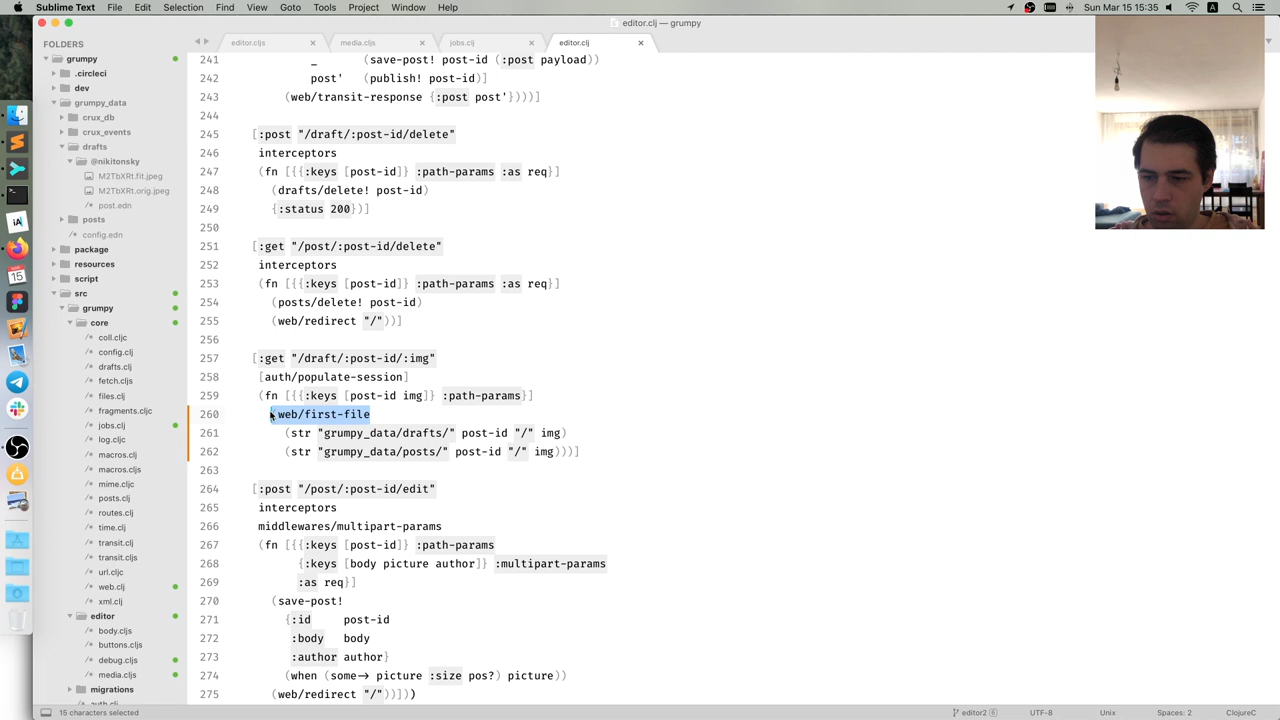 Sublime Text File Edit Selection Find View Goto Tools Project Window Help
Sun Mar 15 15:35
editor.clj — grumpy
FOLDERS
grumpy
.circleci
dev
grumpy_data
crux_db
crux_events
drafts
@nikitonsky
M2TbXRt.fit.jpeg
M2TbXRt.orig.jpeg
post.edn
posts
config.edn
package
resources
script
src
grumpy
core
coll.cljc
config.clj
drafts.clj
fetch.cljs
files.clj
fragments.cljc
jobs.clj
log.cljc
macros.clj
macros.cljs
mime.cljc
posts.clj
routes.clj
time.clj
transit.clj
transit.cljs
url.cljc
web.clj
xml.clj
editor
body.cljs
buttons.cljs
debug.cljs
media.cljs
migrations
auth.clj
editor.cljs × media.cljs × jobs.clj × editor.clj ×
241 _ (save-post! post-id (:post payload))
242 post' (publish! post-id)]
243 (web/transit-response {:post post'}))]
244
245 [:post "/draft/:post-id/delete"
246 interceptors
247 (fn [{{:keys [post-id]} :path-params :as req}]
248 (drafts/delete! post-id)
249 {:status 200})]
250
251 [:get "/post/:post-id/delete"
252 interceptors
253 (fn [{{:keys [post-id]} :path-params :as req}]
254 (posts/delete! post-id)
255 (web/redirect "/"))]
256
257 [:get "/draft/:post-id/:img"
258 [auth/populate-session]
259 (fn [{{:keys [post-id img]} :path-params}]
260 (web/first-file
261 (str "grumpy_data/drafts/" post-id "/" img)
262 (str "grumpy_data/posts/" post-id "/" img)))]
263
264 [:post "/post/:post-id/edit"
265 interceptors
266 middlewares/multipart-params
267 (fn [{{:keys [post-id]} :path-params
268 {:keys [body picture author]} :multipart-params
269 :as req}]
270 (save-post!
271 {:id post-id
272 :body body
273 :author author}
274 (when (some-> picture :size pos?) picture))
275 (web/redirect "/"))]))
15 characters selected
editor2 6 UTF-8 Unix Spaces: 2 ClojureC
15